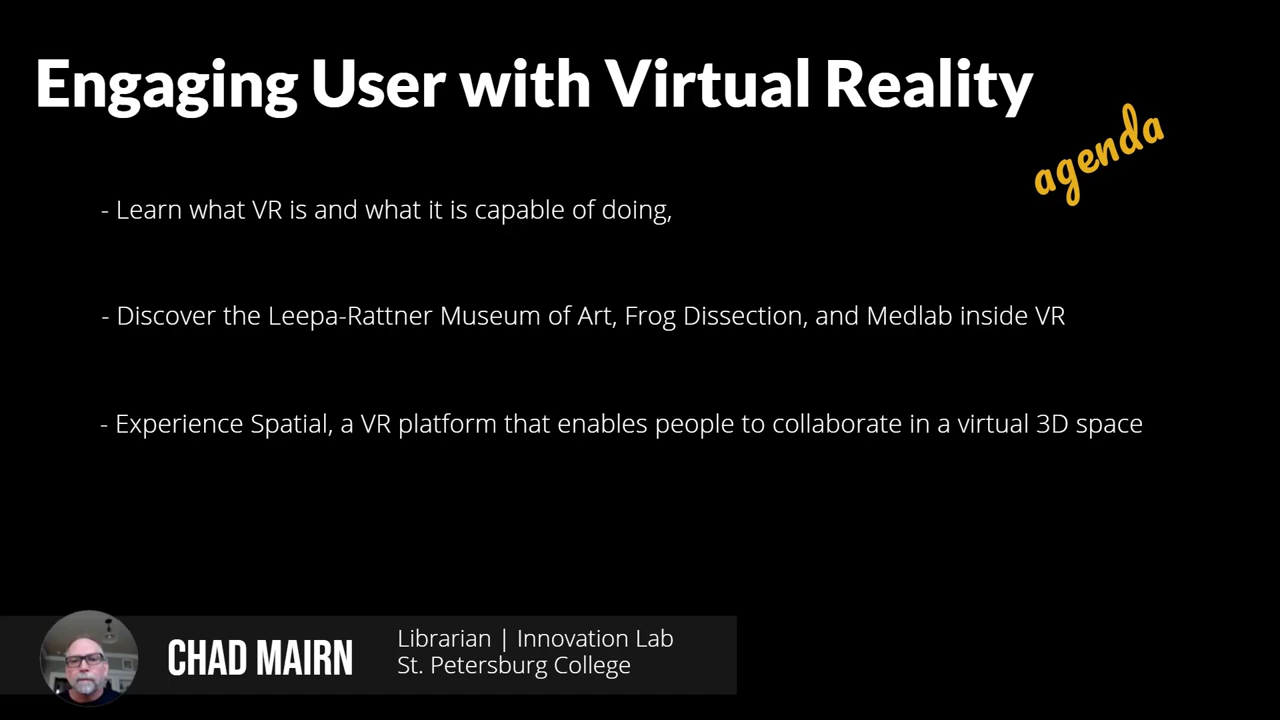 Engaging User with Virtual Reality
agenda
- Learn what VR is and what it is capable of doing,
- Discover the Leepa-Rattner Museum of Art, Frog Dissection, and Medlab inside VR
- Experience Spatial, a VR platform that enables people to collaborate in a virtual 3D space
CHAD MAIRN
Librarian | Innovation Lab
St. Petersburg College